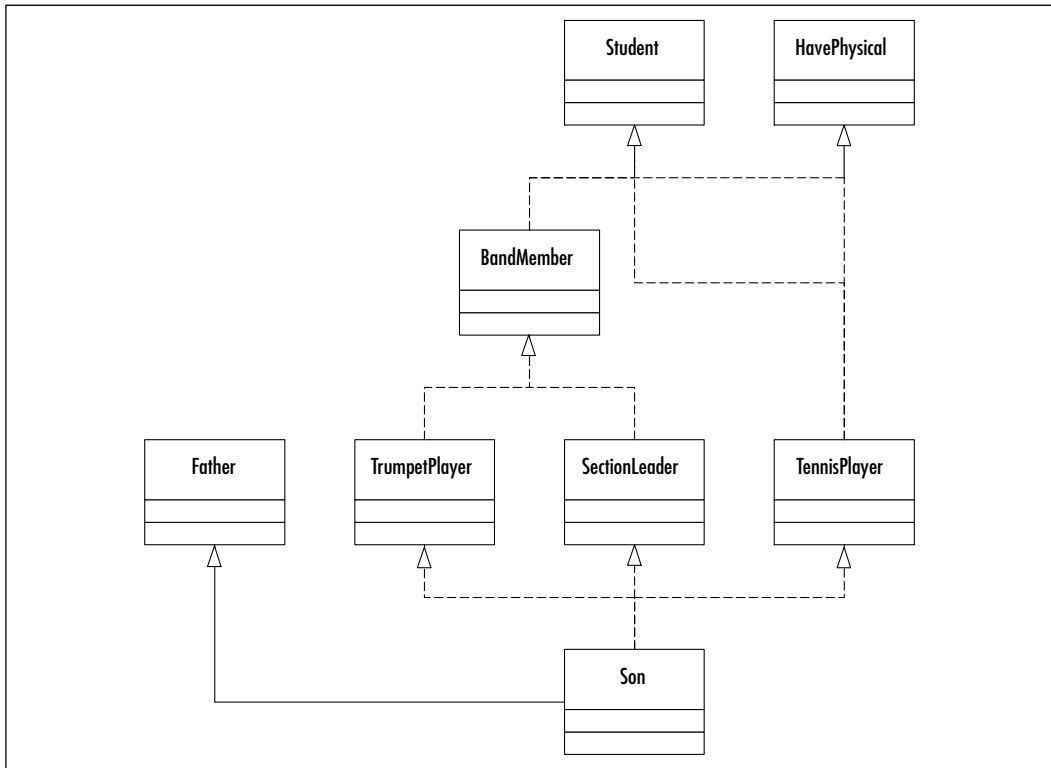 Student
HavePhysical
BandMember
Father
TrumpetPlayer
SectionLeader
TennisPlayer
Son